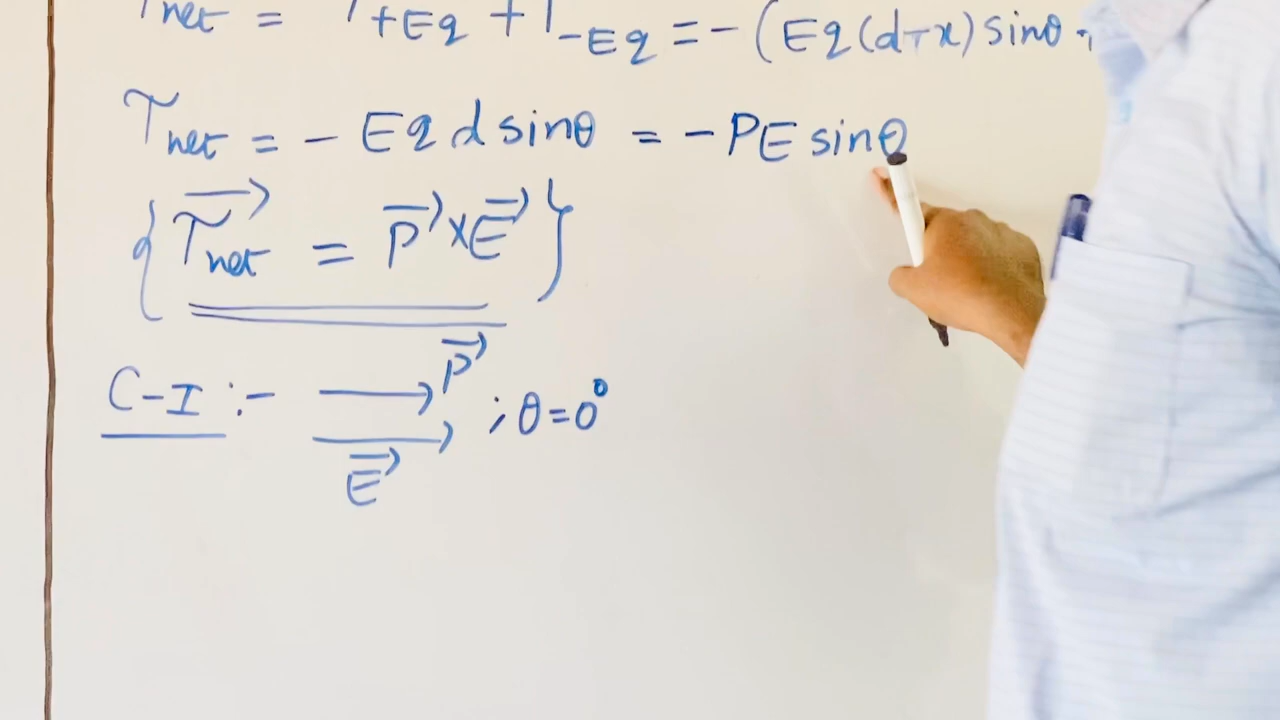 τnet = τ+Eq + τ-Eq = - (Eq(d-x) sinθ
τnet = - Eqd sinθ = - PE sinθ
{ τ⃗net = P⃗ × E⃗ }
P⃗
C-I :- ; θ = 0°
E⃗